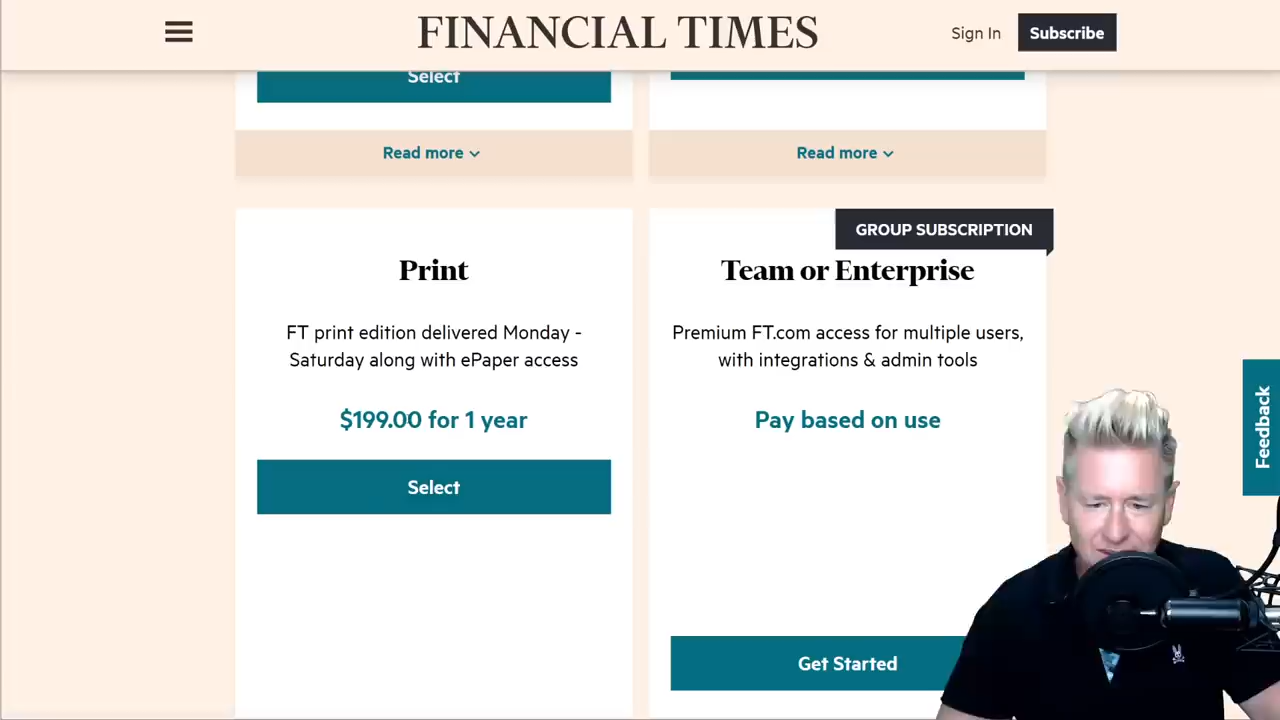 FINANCIAL TIMES
Sign In
Subscribe
Select
Read more
Read more
GROUP SUBSCRIPTION
Print
Team or Enterprise
FT print edition delivered Monday -
Saturday along with ePaper access
Premium FT.com access for multiple users,
with integrations & admin tools
$199.00 for 1 year
Pay based on use
Feedback
Select
Get Started